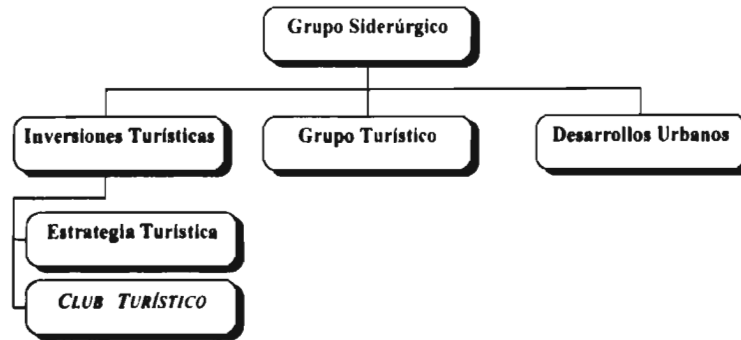 Grupo Siderúrgico
Inversiones Turísticas
Grupo Turístico
Desarrollos Urbanos
Estrategia Turística
CLUB TURÍSTICO